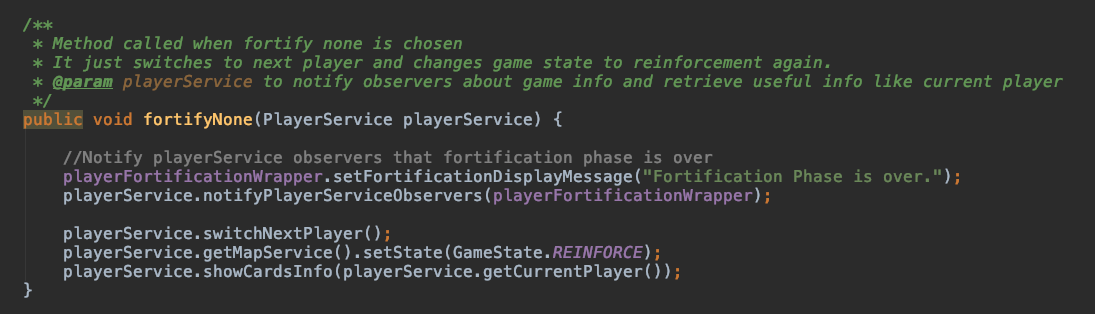 /**
 * Method called when fortify none is chosen
 * It just switches to next player and changes game state to reinforcement again.
 * @param playerService to notify observers about game info and retrieve useful info like current player
 */
public void fortifyNone(PlayerService playerService) {
    //Notify playerService observers that fortification phase is over
    playerFortificationWrapper.setFortificationDisplayMessage("Fortification Phase is over.");
    playerService.notifyPlayerServiceObservers(playerFortificationWrapper);
    playerService.switchNextPlayer();
    playerService.getMapService().setState(GameState.REINFORCE);
    playerService.showCardsInfo(playerService.getCurrentPlayer());
}